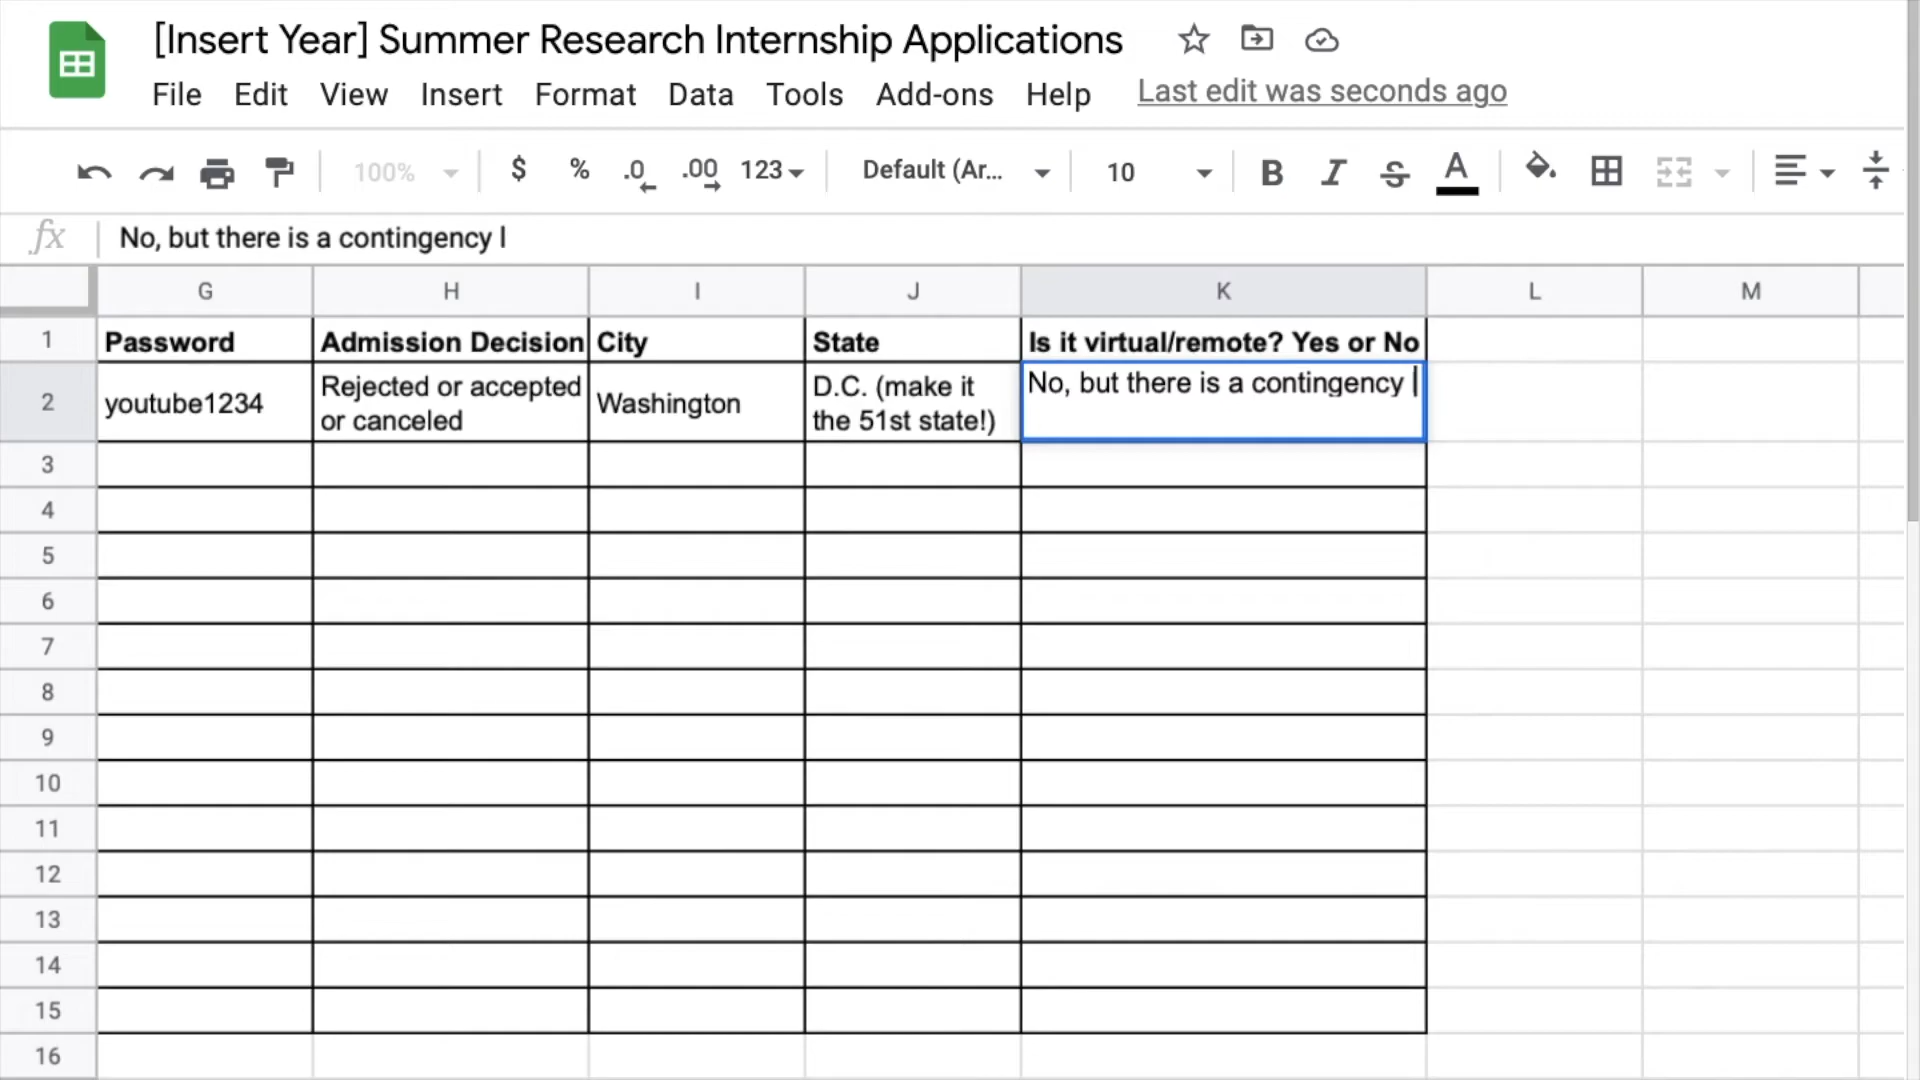 [Insert Year] Summer Research Internship Applications
File Edit View Insert Format Data Tools Add-ons Help Last edit was seconds ago
100% $ % .0 .00 123 Default (Ar... 10 B I S A
fx No, but there is a contingency
G H I J K L M
1 Password Admission Decision City State Is it virtual/remote? Yes or No
2 youtube1234 Rejected or accepted or canceled Washington D.C. (make it the 51st state!) No, but there is a contingency
3
4
5
6
7
8
9
10
11
12
13
14
15
16